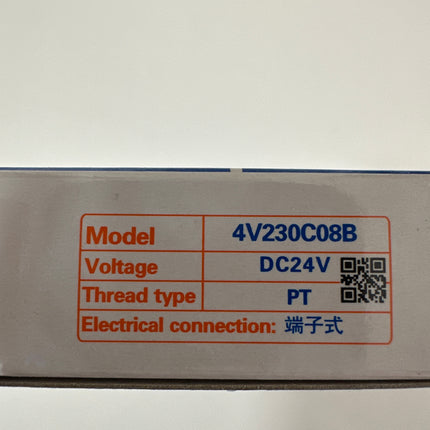 Model 4V230C08B
Voltage DC24V
Thread type PT
Electrical connection: 端子式